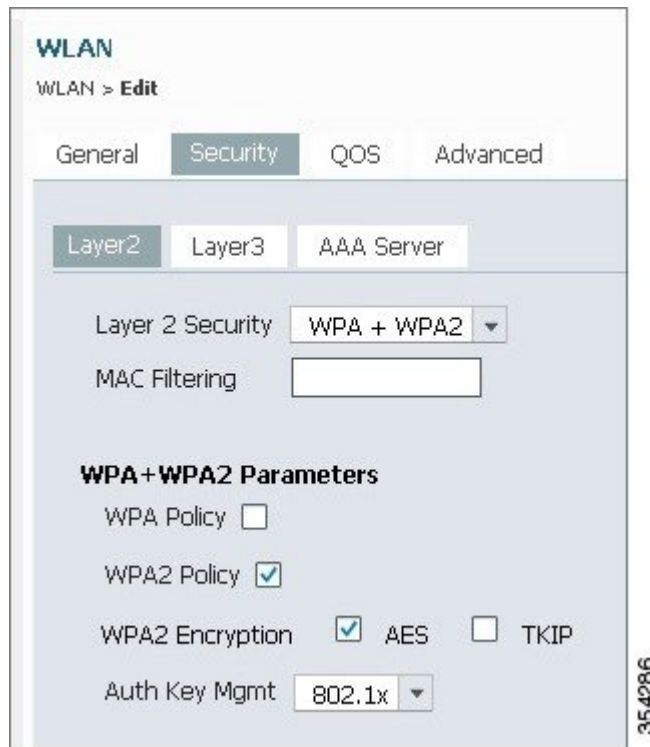 WLAN
WLAN > Edit
General Security QOS Advanced
Layer2 Layer3 AAA Server
Layer 2 Security WPA + WPA2
MAC Filtering
WPA+WPA2 Parameters
WPA Policy
WPA2 Policy
WPA2 Encryption AES TKIP
Auth Key Mgmt 802.1x
354286